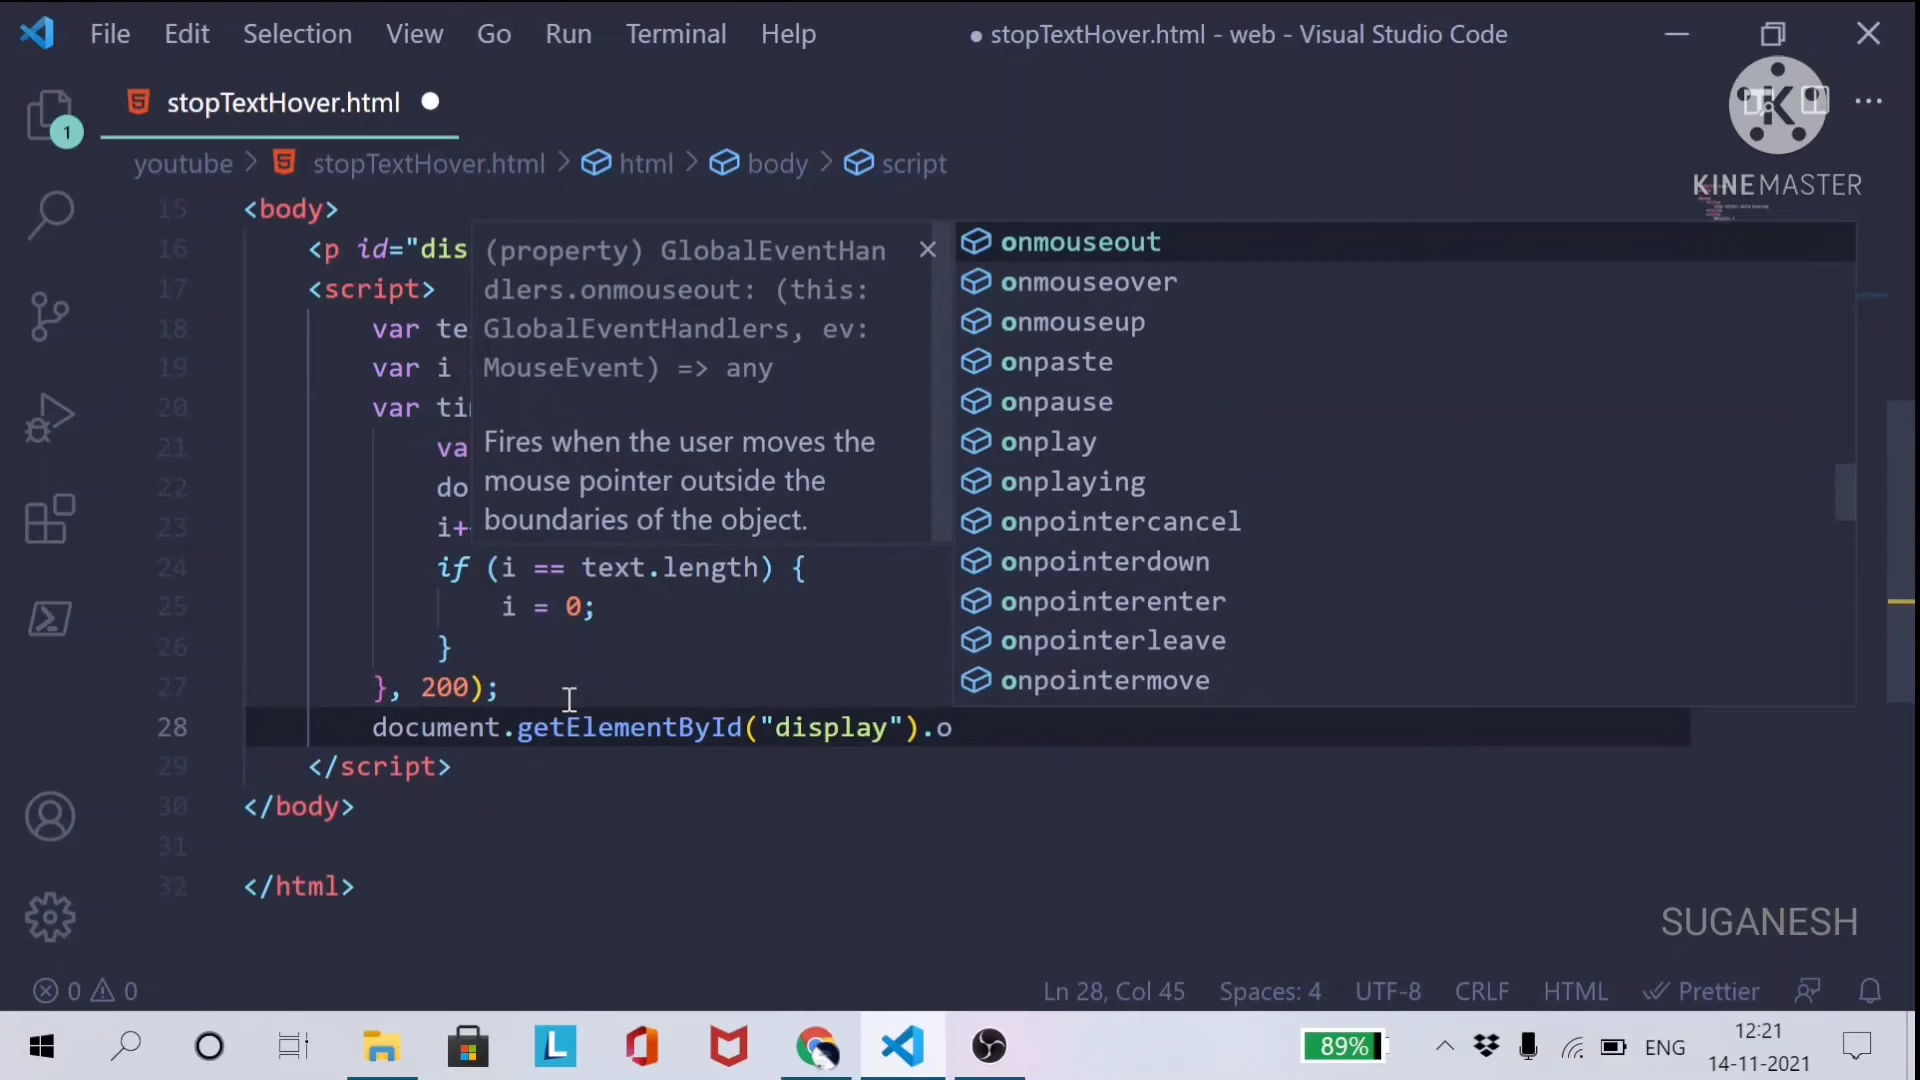 File Edit Selection View Go Run Terminal Help ● stopTextHover.html - web - Visual Studio Code
stopTextHover.html
1
KINEMASTER
youtube > stopTextHover.html > html > body > script
15 <body>
16 <p id="dis
17 <script>
18 var te
19 var i
20 var ti
21 va
22 do
23 i+
24 if (i == text.length) {
25 i = 0;
26 }
27 }, 200);
28 document.getElementById("display").o
29 </script>
30 </body>
31
32 </html>
(property) GlobalEventHan
dlers.onmouseout: (this:
GlobalEventHandlers, ev:
MouseEvent) => any
Fires when the user moves the
mouse pointer outside the
boundaries of the object.
onmouseout
onmouseover
onmouseup
onpaste
onpause
onplay
onplaying
onpointercancel
onpointerdown
onpointerenter
onpointerleave
onpointermove
SUGANESH
0 0 Ln 28, Col 45 Spaces: 4 UTF-8 CRLF HTML Prettier
89% ENG 12:21
14-11-2021